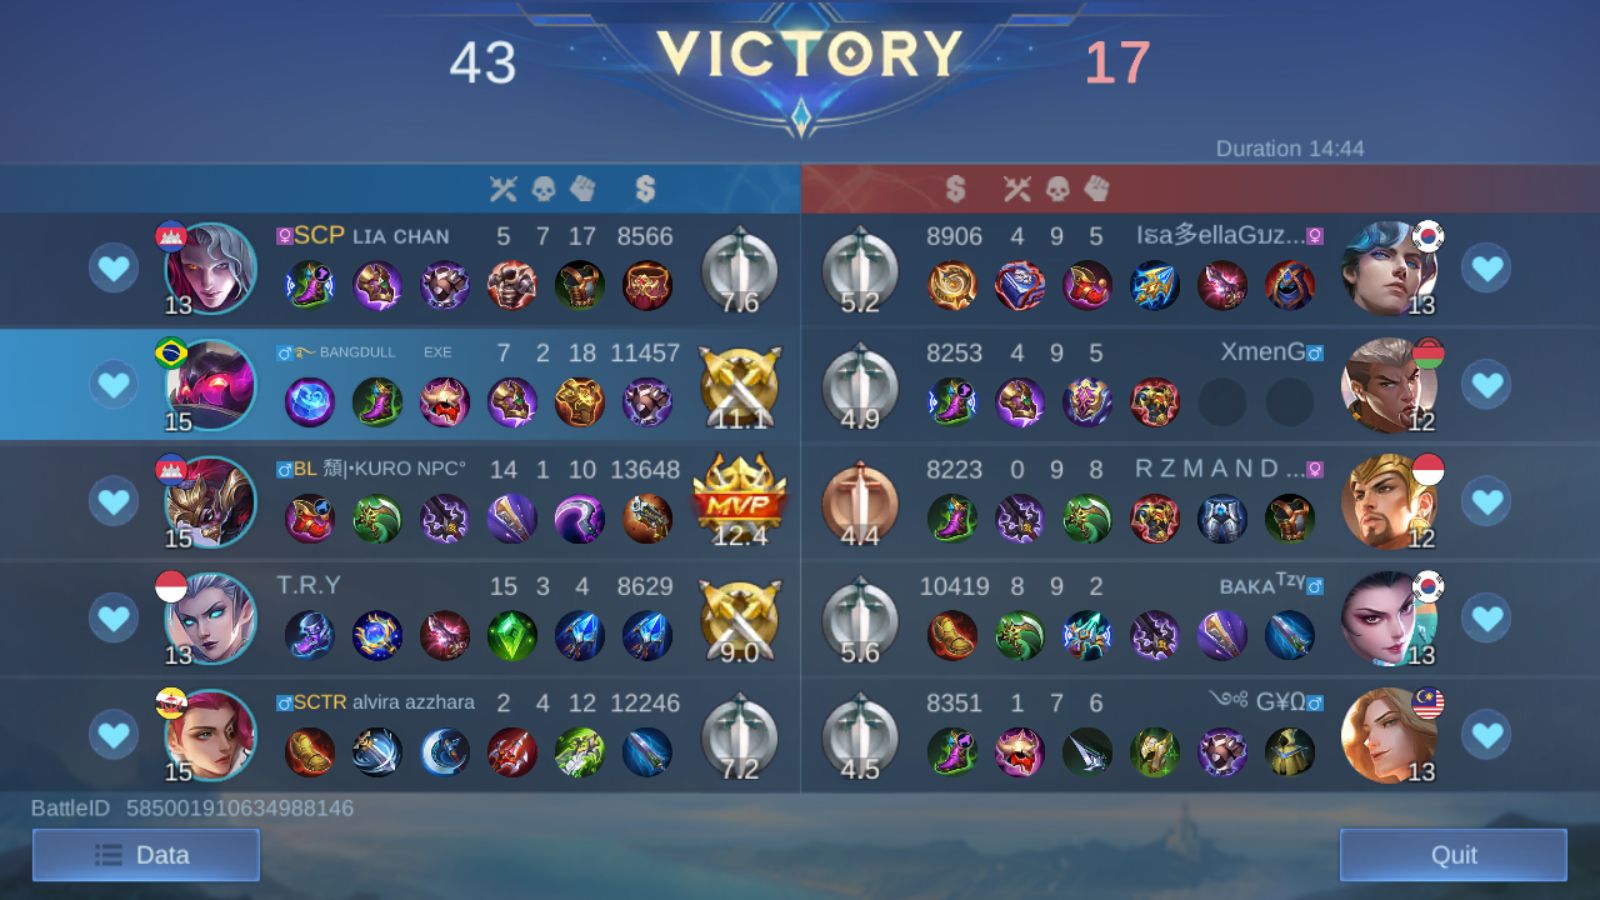 VICTORY
43
17
Duration 14:44
SCP LIA CHAN 5 7 17 8566
13
7.6
8906 4 9 5 Isa多ellaGuz...
5.2
13
BANGDULL EXE 7 2 18 11457
15
11.1
8253 4 9 5 XmenG
4.9
12
BL 頽|•KURO NPC° 14 1 10 13648
15
MVP
12.4
8223 0 9 8 R Z M A N D ...
4.4
12
T.R.Y 15 3 4 8629
13
9.0
10419 8 9 2 BAKA Tzy
5.6
13
SCTR alvira azzhara 2 4 12 12246
15
7.2
8351 1 7 6 G¥Ω
4.5
13
BattleID 585001910634988146
Data
Quit